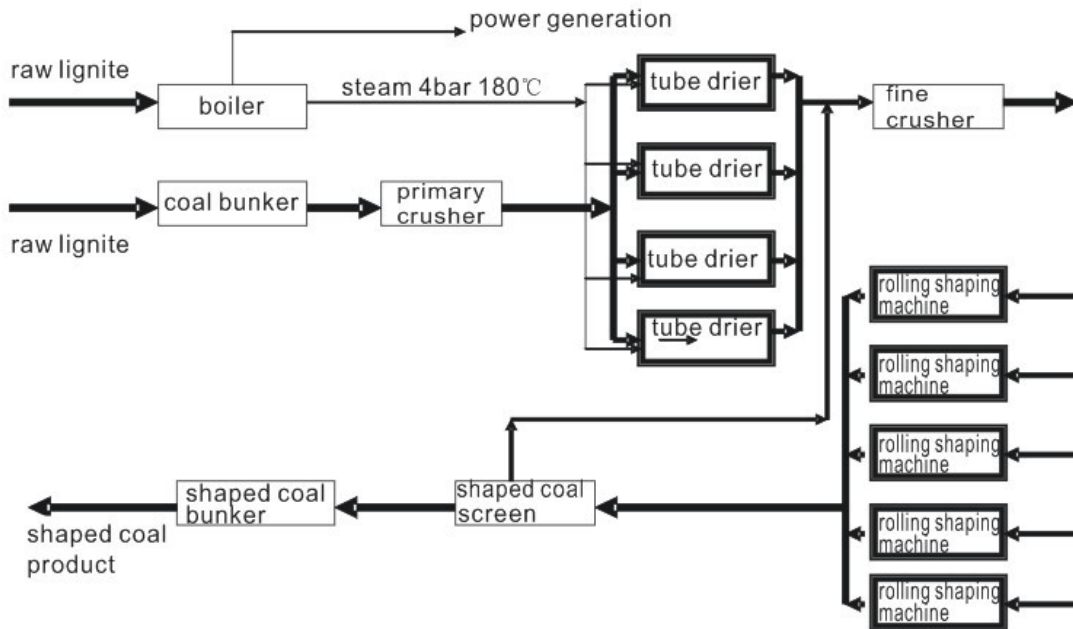 power generation
raw lignite
boiler
steam 4bar 180℃
tube drier
fine
crusher
tube drier
coal bunker
primary
crusher
raw lignite
tube drier
tube drier
rolling shaping
machine
rolling shaping
machine
rolling shaping
machine
rolling shaping
machine
rolling shaping
machine
shaped coal
screen
shaped coal
bunker
shaped coal
product